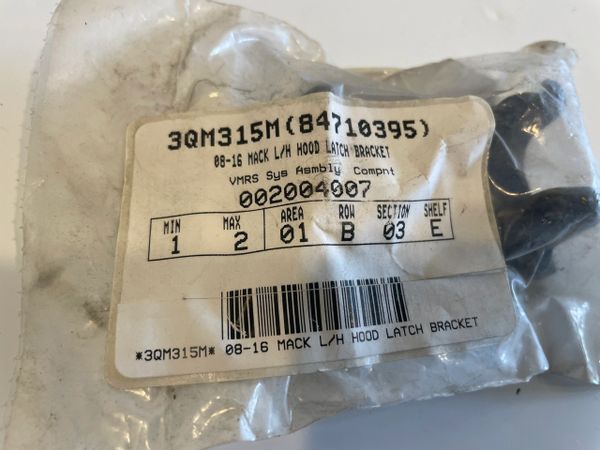 3QM315M(84710395)
08-16 MACK L/H HOOD LATCH BRACKET
VMRS Sys Asmbly Compnt
002004007
MIN MAX AREA ROW SECTION SHELF
1 2 01 B 03 E
*3QM315M* 08-16 MACK L/H HOOD LATCH BRACKET